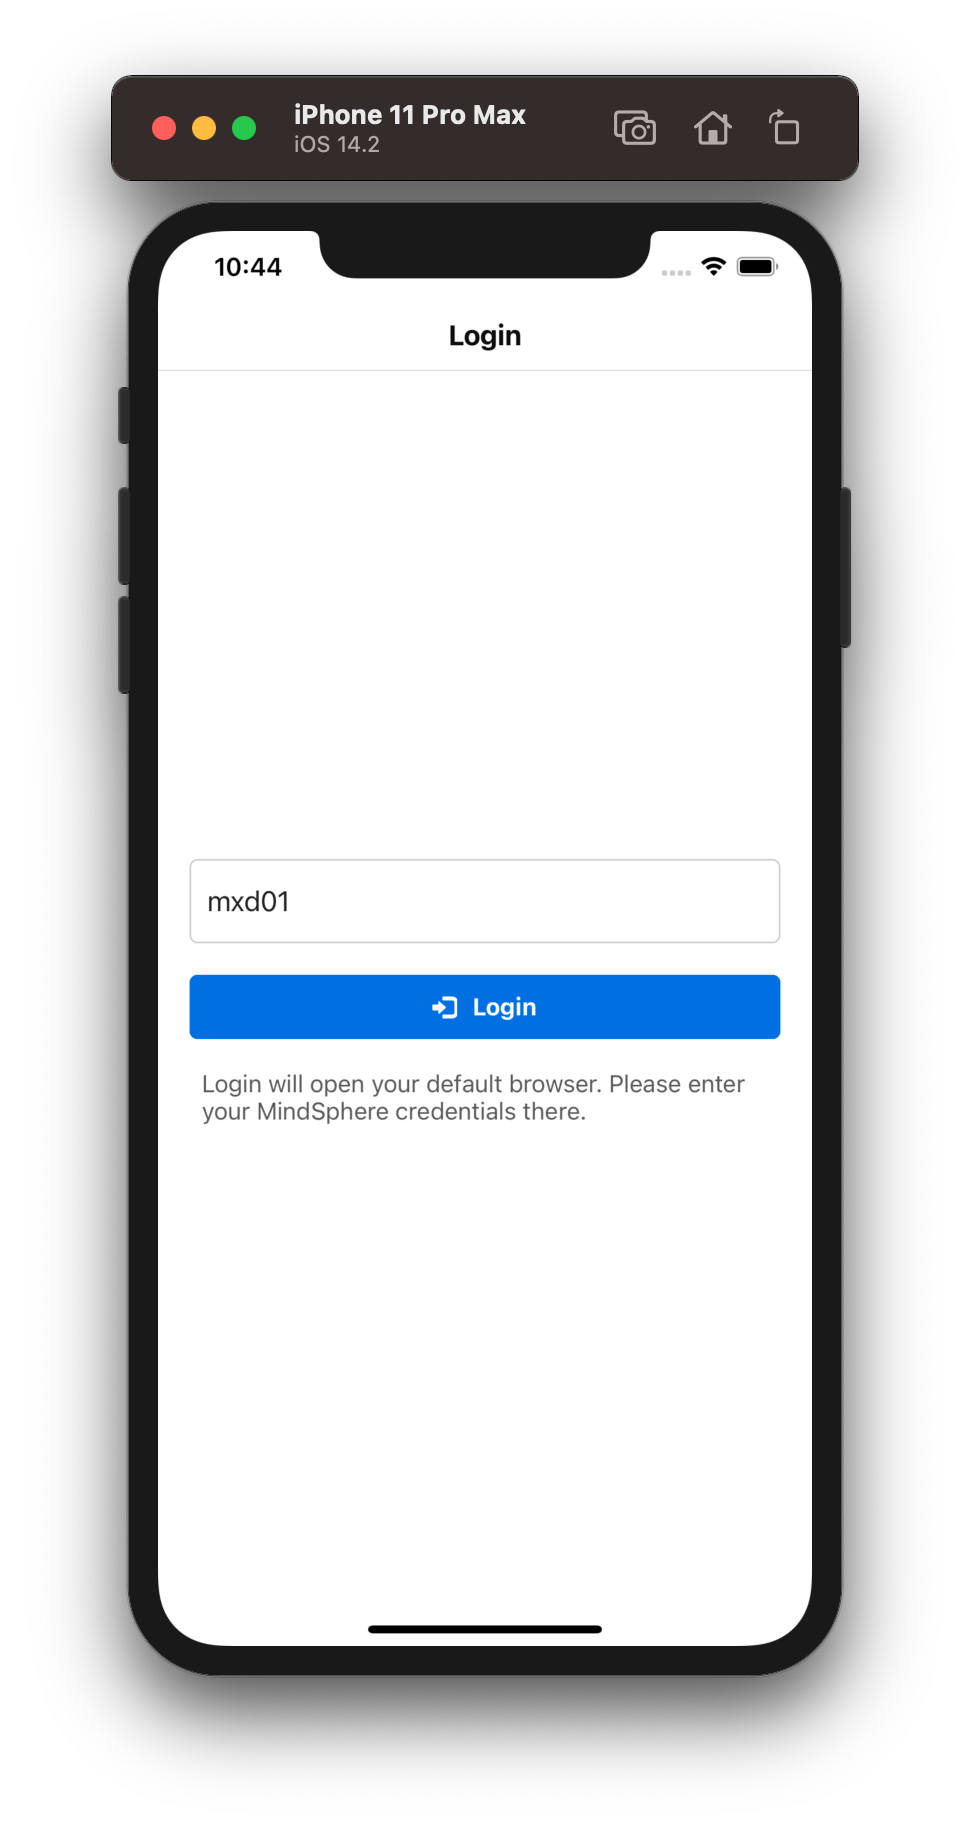 iPhone 11 Pro Max
iOS 14.2
10:44
Login
mxd01
Login
Login will open your default browser. Please enter
your MindSphere credentials there.